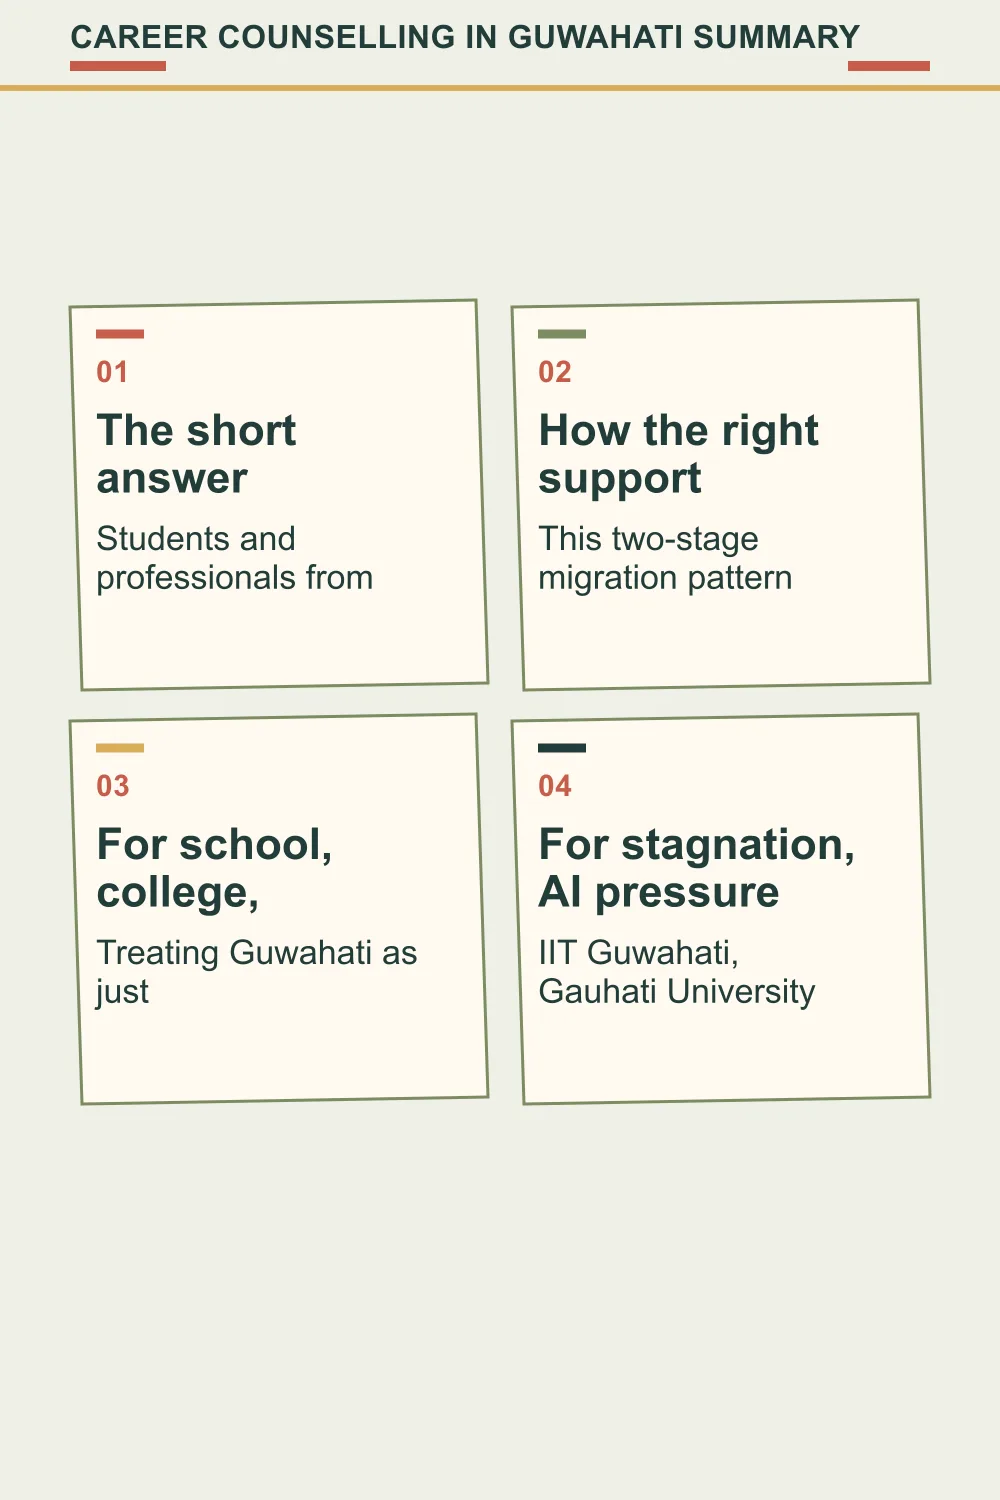 CAREER COUNSELLING IN GUWAHATI SUMMARY
01
The short
answer
Students and
professionals from
02
How the right
support
This two-stage
migration pattern
03
For school,
college,
Treating Guwahati as
just
04
For stagnation,
AI pressure
IIT Guwahati,
Gauhati University